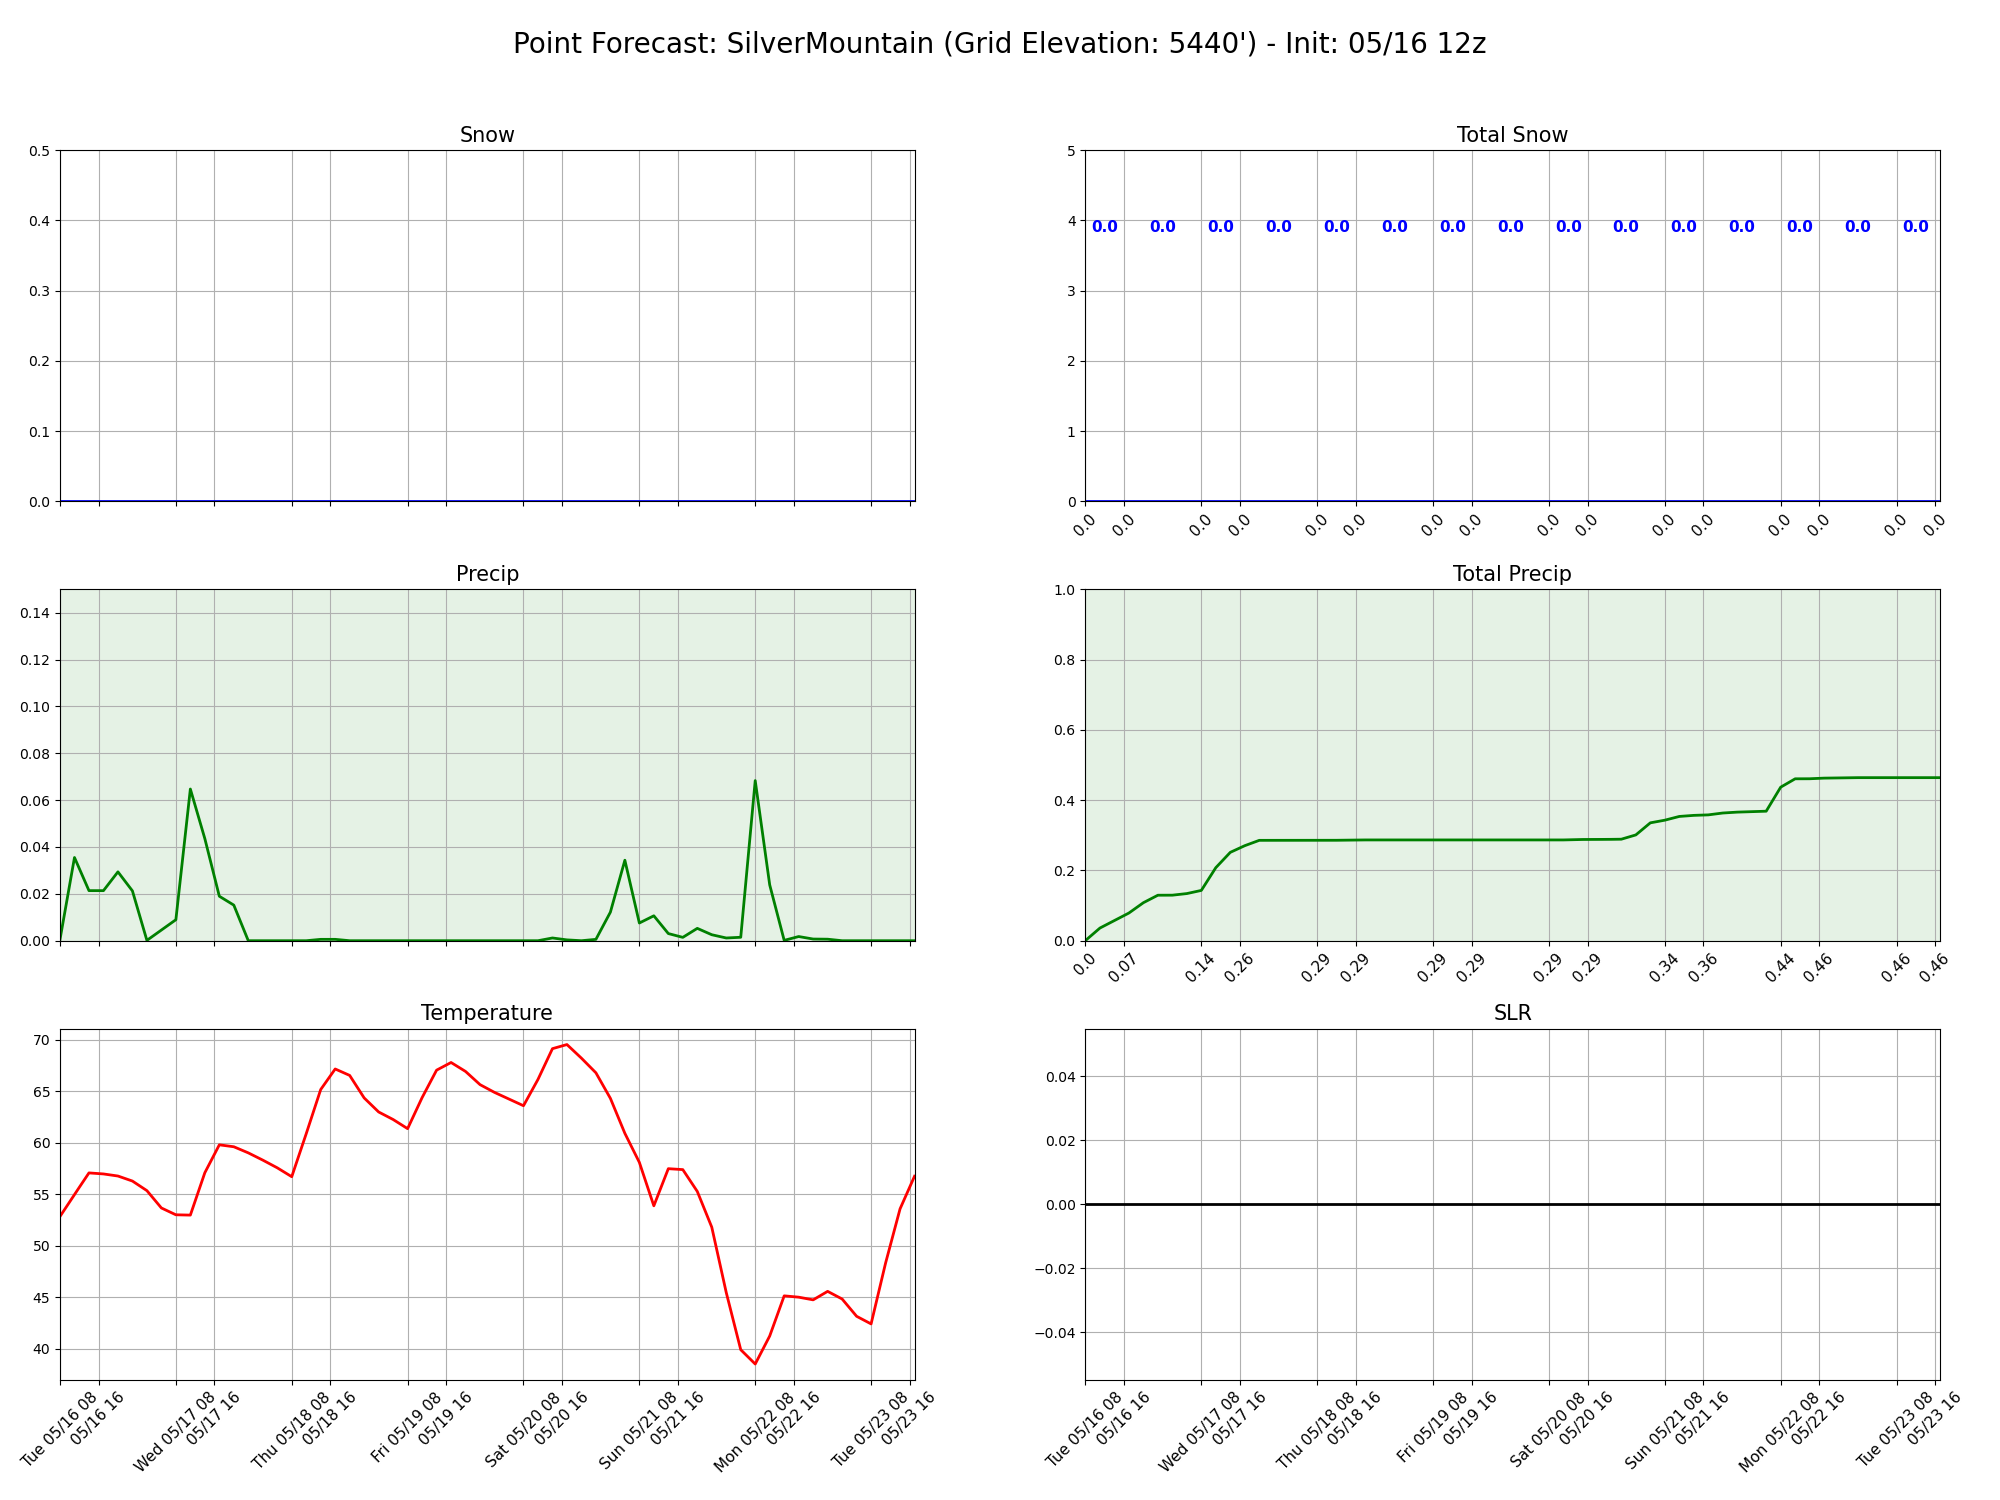 Point Forecast: SilverMountain (Grid Elevation: 5440') - Init: 05/16 12z
Snow
0.5
0.4
0.3
0.2
0.1
0.0
Total Snow
5
4
3
2
1
0
0.0 0.0 0.0 0.0 0.0 0.0 0.0 0.0 0.0 0.0 0.0 0.0 0.0 0.0 0.0
0.0 0.0 0.0 0.0 0.0 0.0 0.0 0.0 0.0 0.0 0.0 0.0 0.0 0.0 0.0 0.0
Precip
0.14
0.12
0.10
0.08
0.06
0.04
0.02
0.00
Total Precip
1.0
0.8
0.6
0.4
0.2
0.0
0.0 0.07 0.14 0.26 0.29 0.29 0.29 0.29 0.29 0.29 0.34 0.36 0.44 0.46 0.46 0.46
Temperature
70
65
60
55
50
45
40
Tue 05/16 08
05/16 16
Wed 05/17 08
05/17 16
Thu 05/18 08
05/18 16
Fri 05/19 08
05/19 16
Sat 05/20 08
05/20 16
Sun 05/21 08
05/21 16
Mon 05/22 08
05/22 16
Tue 05/23 08
05/23 16
SLR
0.04
0.02
0.00
−0.02
−0.04
Tue 05/16 08
05/16 16
Wed 05/17 08
05/17 16
Thu 05/18 08
05/18 16
Fri 05/19 08
05/19 16
Sat 05/20 08
05/20 16
Sun 05/21 08
05/21 16
Mon 05/22 08
05/22 16
Tue 05/23 08
05/23 16